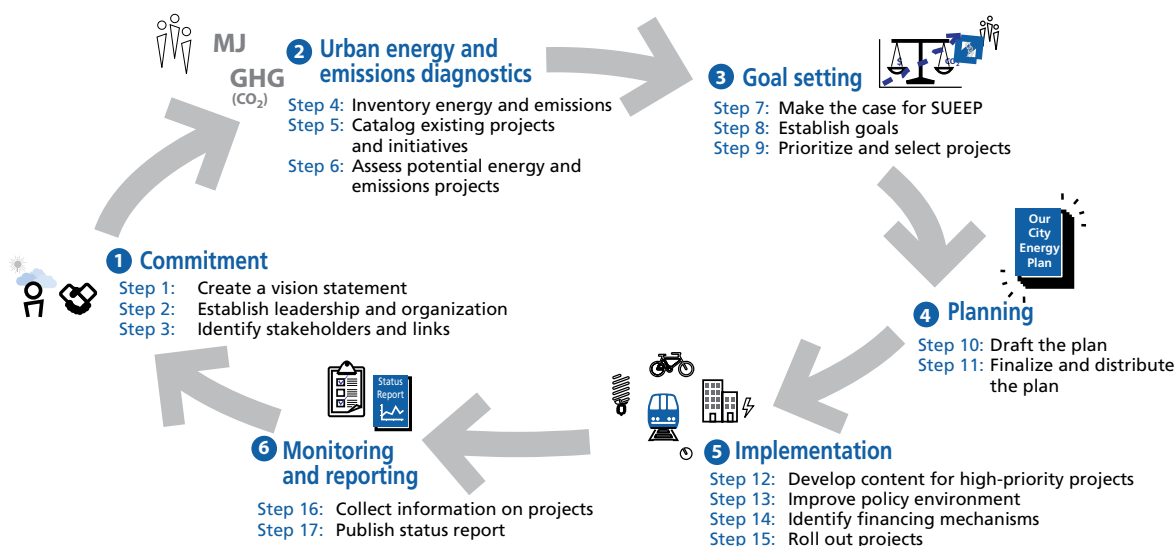 MJ
GHG
(CO₂)
2 Urban energy and
emissions diagnostics
Step 4: Inventory energy and emissions
Step 5: Catalog existing projects
and initiatives
Step 6: Assess potential energy and
emissions projects
$
CO₂
3 Goal setting
Step 7: Make the case for SUEEP
Step 8: Establish goals
Step 9: Prioritize and select projects
Our
City
Energy
Plan
1 Commitment
Step 1: Create a vision statement
Step 2: Establish leadership and organization
Step 3: Identify stakeholders and links
4 Planning
Step 10: Draft the plan
Step 11: Finalize and distribute
the plan
Status
Report
6 Monitoring
and reporting
Step 16: Collect information on projects
Step 17: Publish status report
5 Implementation
Step 12: Develop content for high-priority projects
Step 13: Improve policy environment
Step 14: Identify financing mechanisms
Step 15: Roll out projects